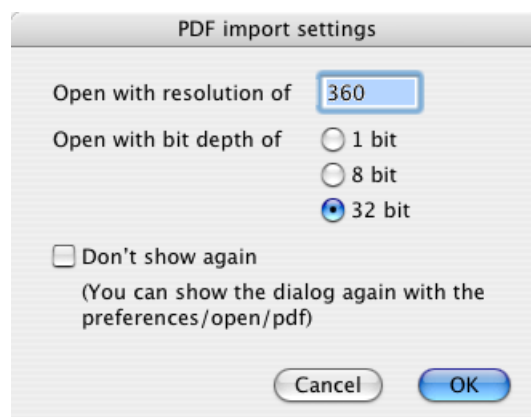 PDF import settings
Open with resolution of 360
Open with bit depth of 1 bit
8 bit
32 bit
Don't show again
(You can show the dialog again with the
preferences/open/pdf)
Cancel OK